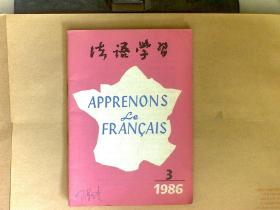 法语学习
APPRENONS
Le
FRANÇAIS
3
1986